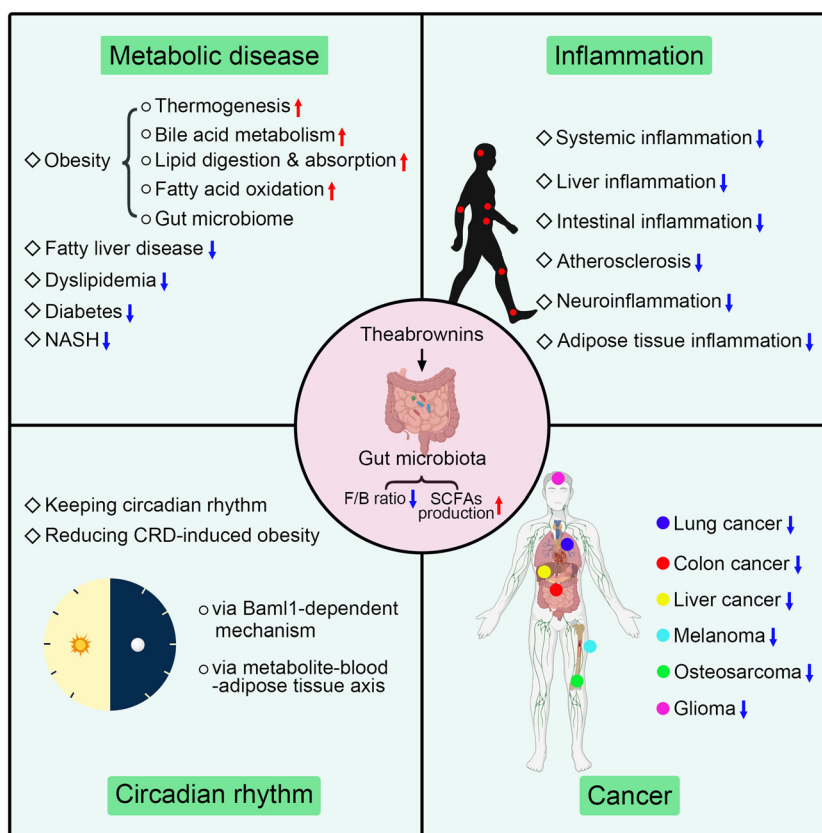 Metabolic disease
Thermogenesis
Bile acid metabolism
Obesity
Lipid digestion & absorption
Fatty acid oxidation
Gut microbiome
Fatty liver disease
Dyslipidemia
Diabetes
NASH
Inflammation
Systemic inflammation
Liver inflammation
Intestinal inflammation
Atherosclerosis
Neuroinflammation
Adipose tissue inflammation
Theabrownins
Gut microbiota
F/B ratio
SCFAs
production
Keeping circadian rhythm
Reducing CRD-induced obesity
via Baml1-dependent
mechanism
via metabolite-blood
-adipose tissue axis
Circadian rhythm
Lung cancer
Colon cancer
Liver cancer
Melanoma
Osteosarcoma
Glioma
Cancer